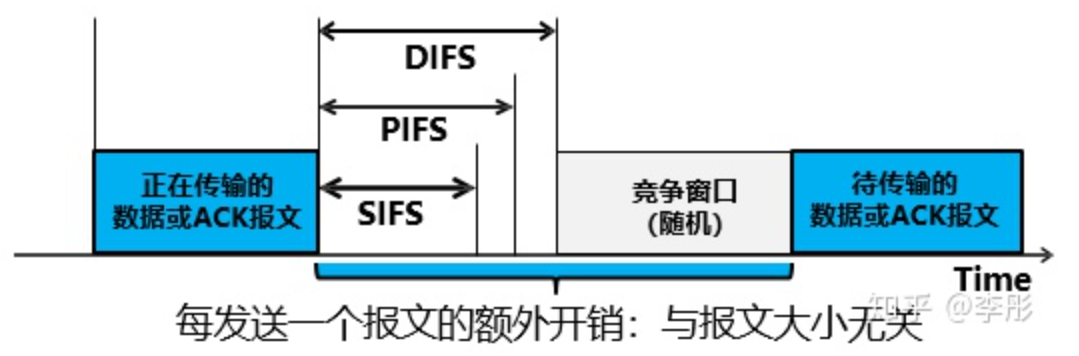 DIFS
PIFS
SIFS
正在传输的
数据或ACK报文
竞争窗口
(随机)
待传输的
数据或ACK报文
Time
每发送一个报文的额外开销：与报文大小无关
知乎 @李彤